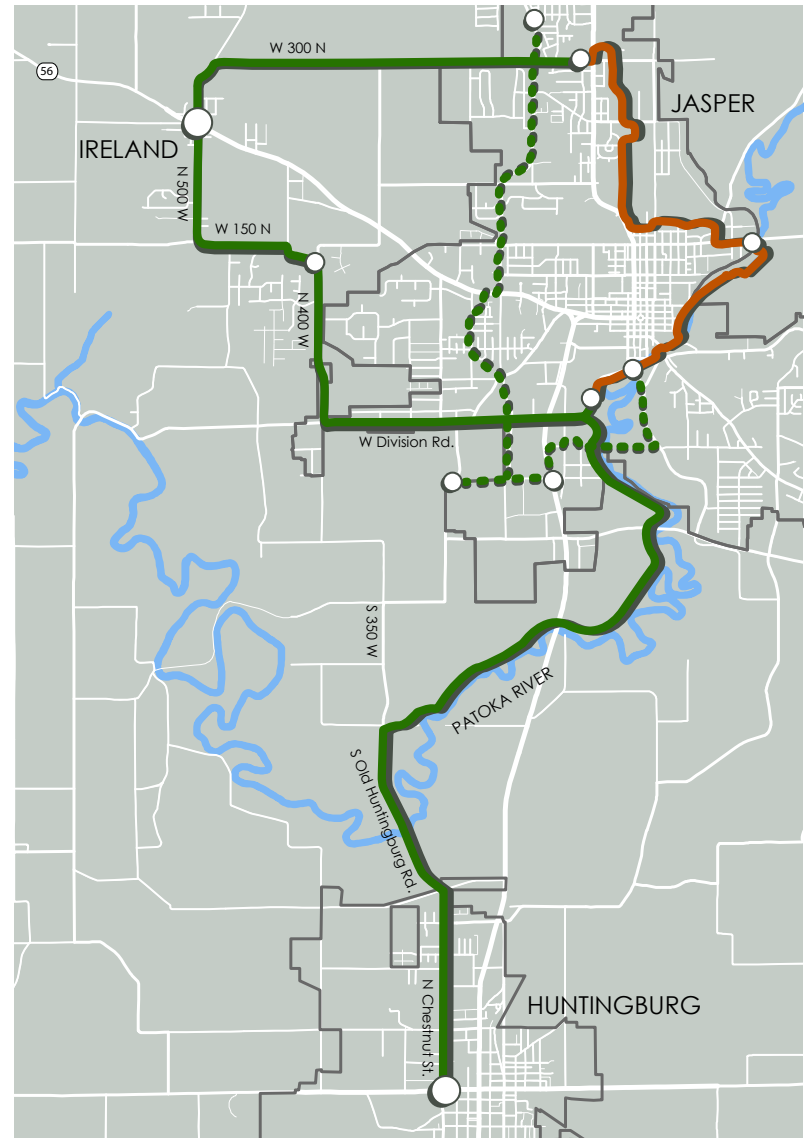 W 300 N
56
JASPER
IRELAND
N 500 W
W 150 N
N 400 W
W Division Rd.
S 350 W
PATOKA RIVER
S Old Huntingburg Rd.
N Chestnut St.
HUNTINGBURG